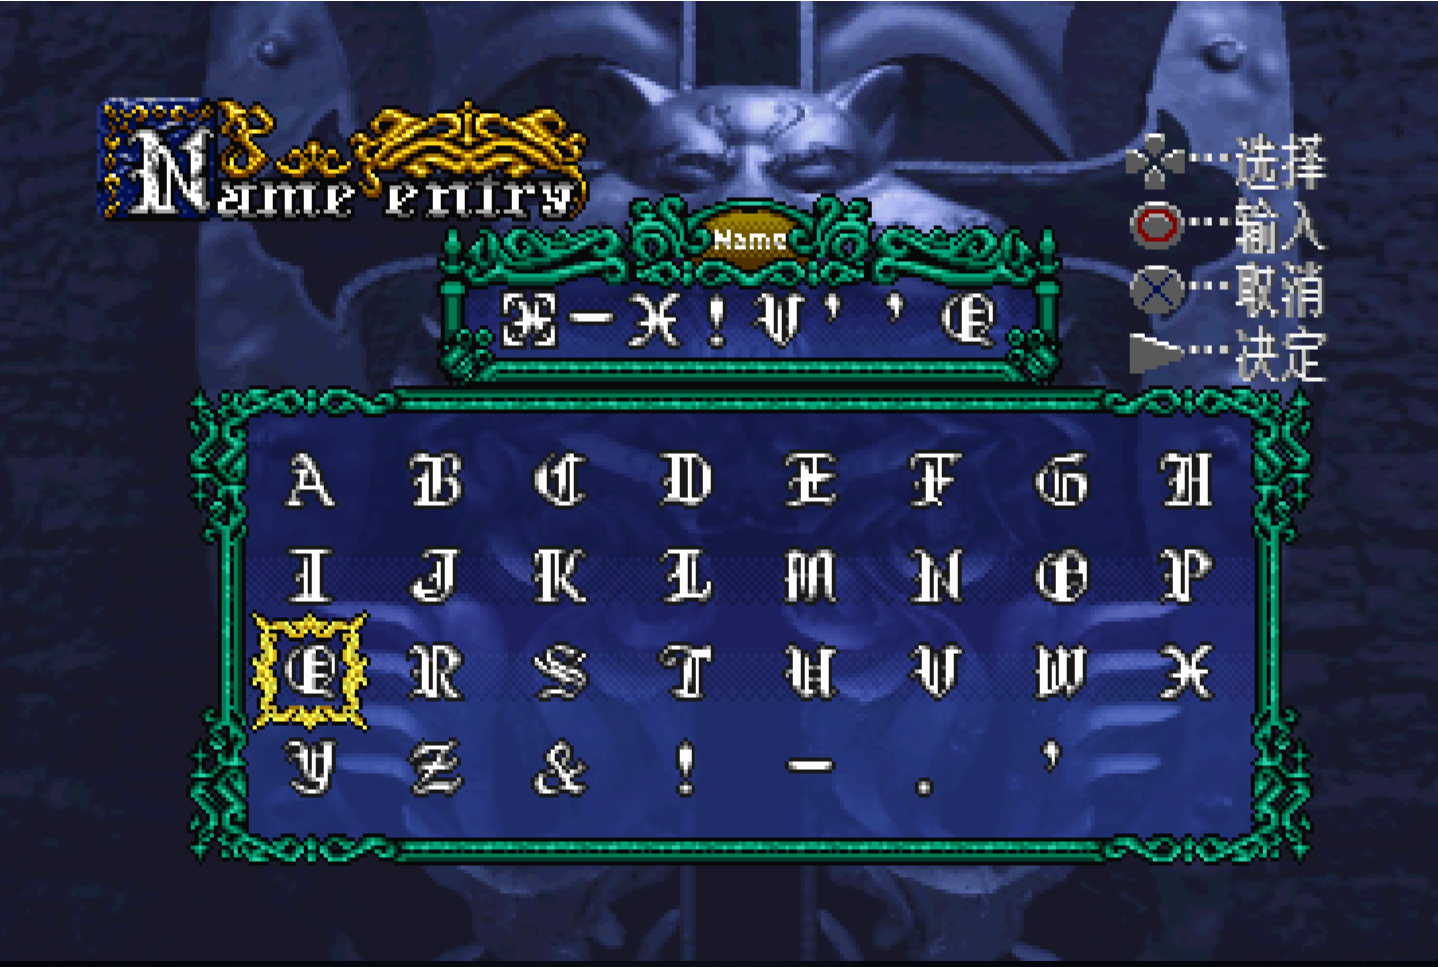 Name entry
选择
输入
取消
决定
Name
X-X!V''Q
A B C D E F G H
I J K L M N O P
Q R S T U V W X
Y Z & ! - . '